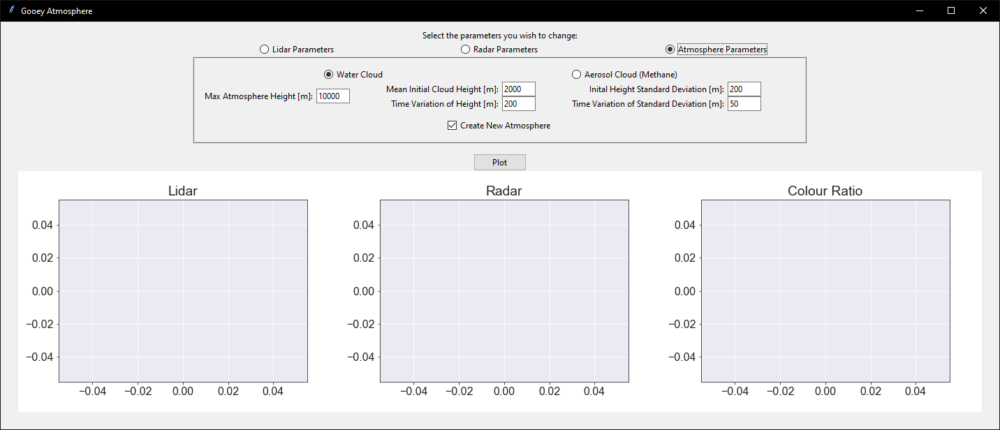 Gooey Atmosphere
Select the parameters you wish to change:
Lidar Parameters Radar Parameters Atmosphere Parameters
Water Cloud Aerosol Cloud (Methane)
Max Atmosphere Height [m]: 10000
Mean Initial Cloud Height [m]: 2000
Time Variation of Height [m]: 200
Inital Height Standard Deviation [m]: 200
Time Variation of Standard Deviation [m]: 50
Create New Atmosphere
Plot
Lidar
0.04
0.02
0.00
−0.02
−0.04
−0.04 −0.02 0.00 0.02 0.04
Radar
0.04
0.02
0.00
−0.02
−0.04
−0.04 −0.02 0.00 0.02 0.04
Colour Ratio
0.04
0.02
0.00
−0.02
−0.04
−0.04 −0.02 0.00 0.02 0.04